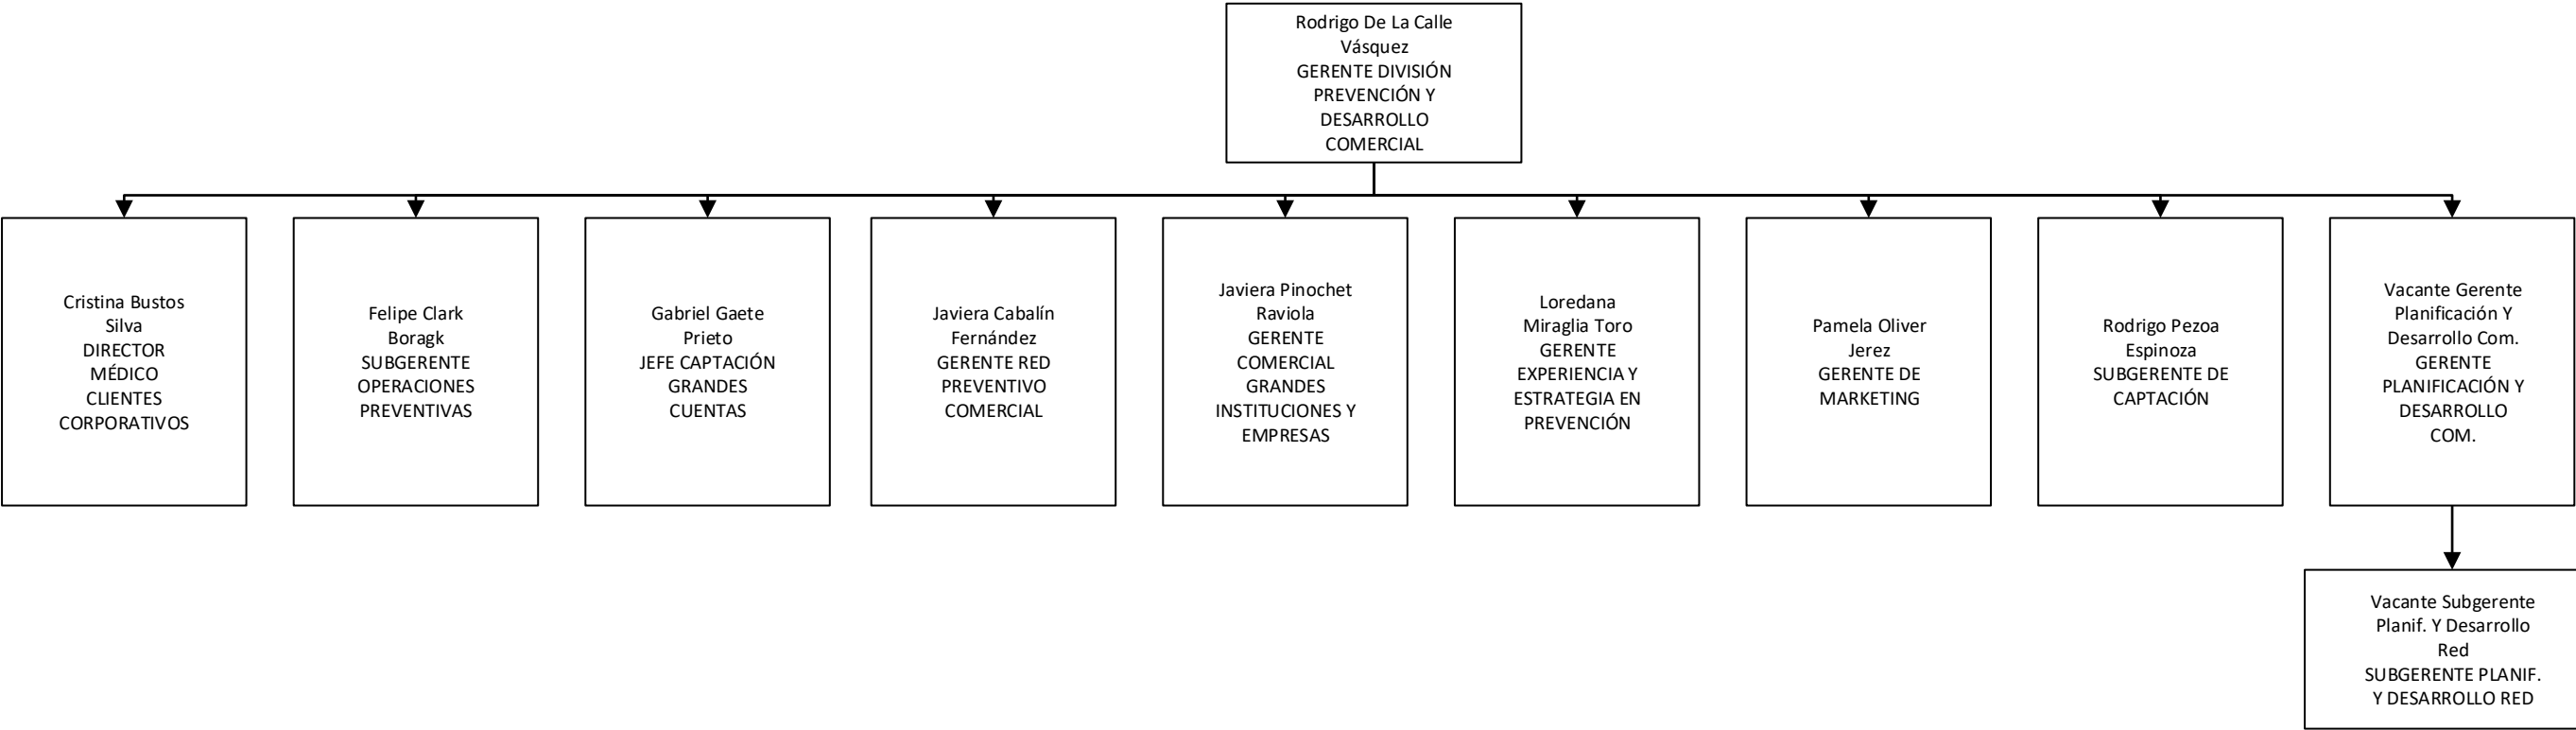 Rodrigo De La Calle
Vásquez
GERENTE DIVISIÓN
PREVENCIÓN Y
DESARROLLO
COMERCIAL
Cristina Bustos
Silva
DIRECTOR
MÉDICO
CLIENTES
CORPORATIVOS
Felipe Clark
Boragk
SUBGERENTE
OPERACIONES
PREVENTIVAS
Gabriel Gaete
Prieto
JEFE CAPTACIÓN
GRANDES
CUENTAS
Javiera Cabalín
Fernández
GERENTE RED
PREVENTIVO
COMERCIAL
Javiera Pinochet
Raviola
GERENTE
COMERCIAL
GRANDES
INSTITUCIONES Y
EMPRESAS
Loredana
Miraglia Toro
GERENTE
EXPERIENCIA Y
ESTRATEGIA EN
PREVENCIÓN
Pamela Oliver
Jerez
GERENTE DE
MARKETING
Rodrigo Pezoa
Espinoza
SUBGERENTE DE
CAPTACIÓN
Vacante Gerente
Planificación Y
Desarrollo Com.
GERENTE
PLANIFICACIÓN Y
DESARROLLO
COM.
Vacante Subgerente
Planif. Y Desarrollo
Red
SUBGERENTE PLANIF.
Y DESARROLLO RED